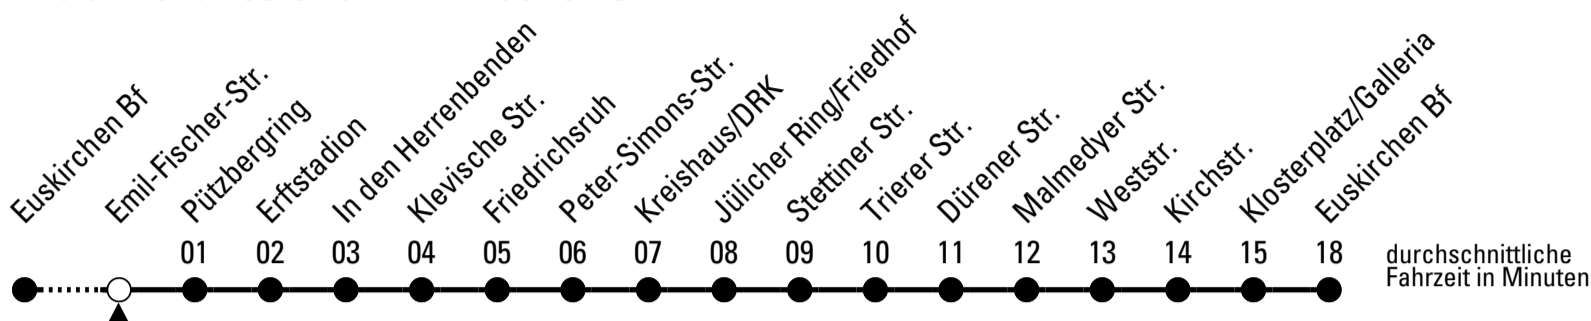 Euskirchen Bf
Emil-Fischer-Str.
Pützbergring
Erftstadion
In den Herrenbenden
Klevische Str.
Friedrichsruh
Peter-Simons-Str.
Kreishaus/DRK
Jülicher Ring/Friedhof
Stettiner Str.
Trierer Str.
Dürener Str.
Malmedyer Str.
Weststr.
Kirchstr.
Klosterplatz/Galleria
Euskirchen Bf
01 02 03 04 05 06 07 08 09 10 11 12 13 14 15 18
durchschnittliche
Fahrzeit in Minuten